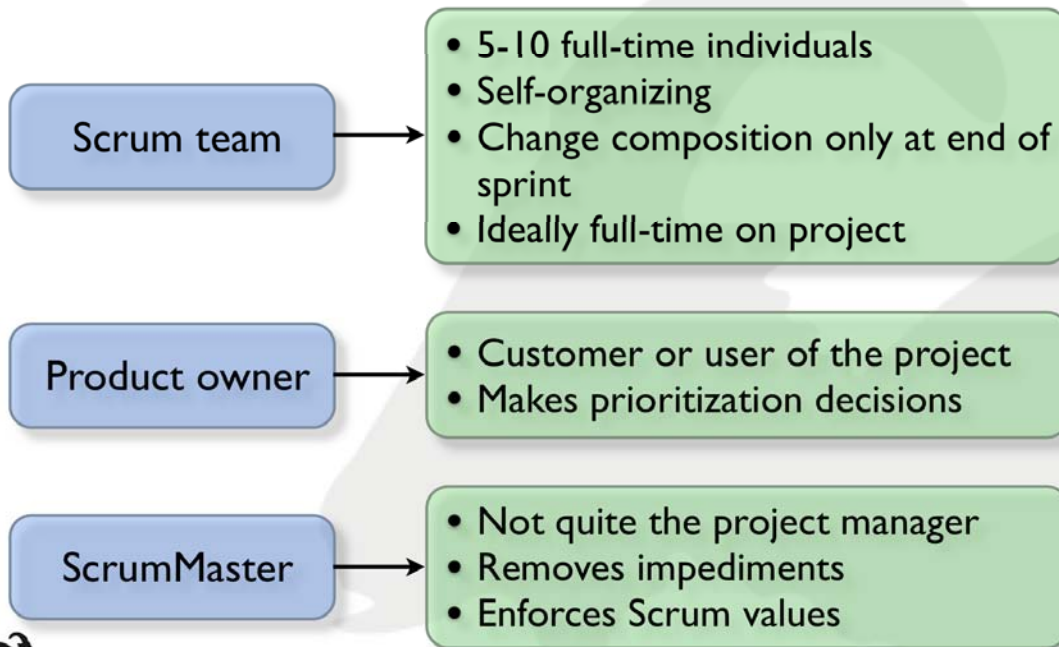 Scrum team
• 5-10 full-time individuals
• Self-organizing
• Change composition only at end of
sprint
• Ideally full-time on project
Product owner
• Customer or user of the project
• Makes prioritization decisions
ScrumMaster
• Not quite the project manager
• Removes impediments
• Enforces Scrum values